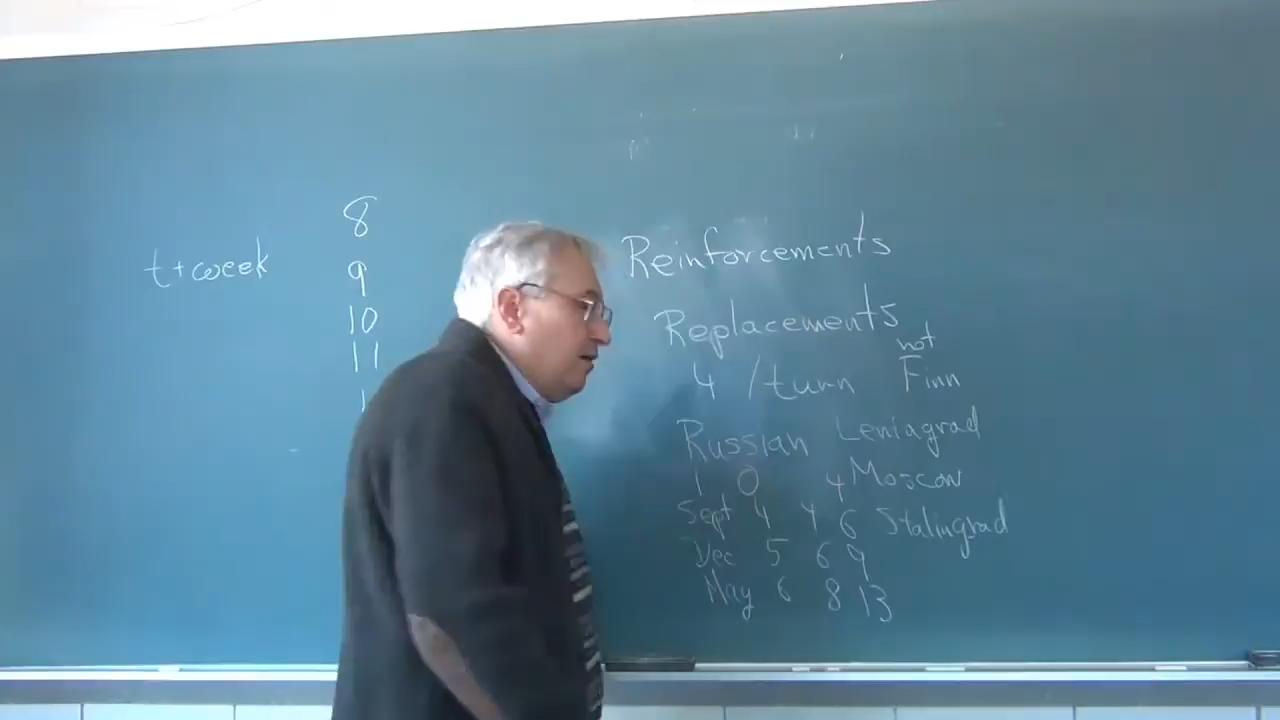 t+week
8
9
10
11
1
Reinforcements
Replacements
not
4 /turn Finn
Russian Leniagrad
1 0 4 Moscow
Sept 4 4 6 Stalingrad
Dec 5 6 9
May 6 8 13